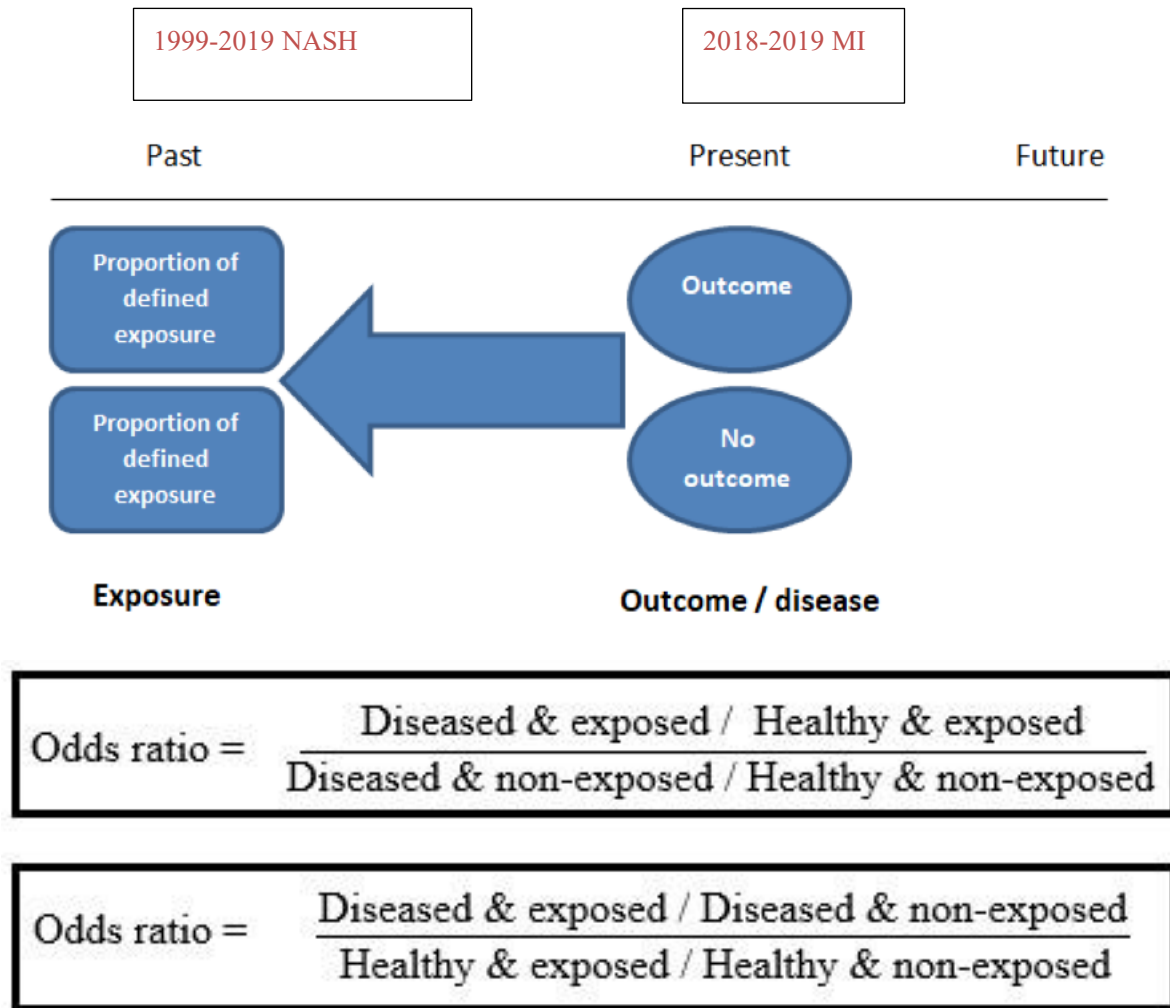 1999-2019 NASH
2018-2019 MI
Past
Present
Future
Proportion of
defined
exposure
Outcome
Proportion of
defined
exposure
No
outcome
Exposure
Outcome / disease
Odds ratio =
Diseased & exposed / Healthy & exposed
Diseased & non-exposed / Healthy & non-exposed
Odds ratio =
Diseased & exposed / Diseased & non-exposed
Healthy & exposed / Healthy & non-exposed